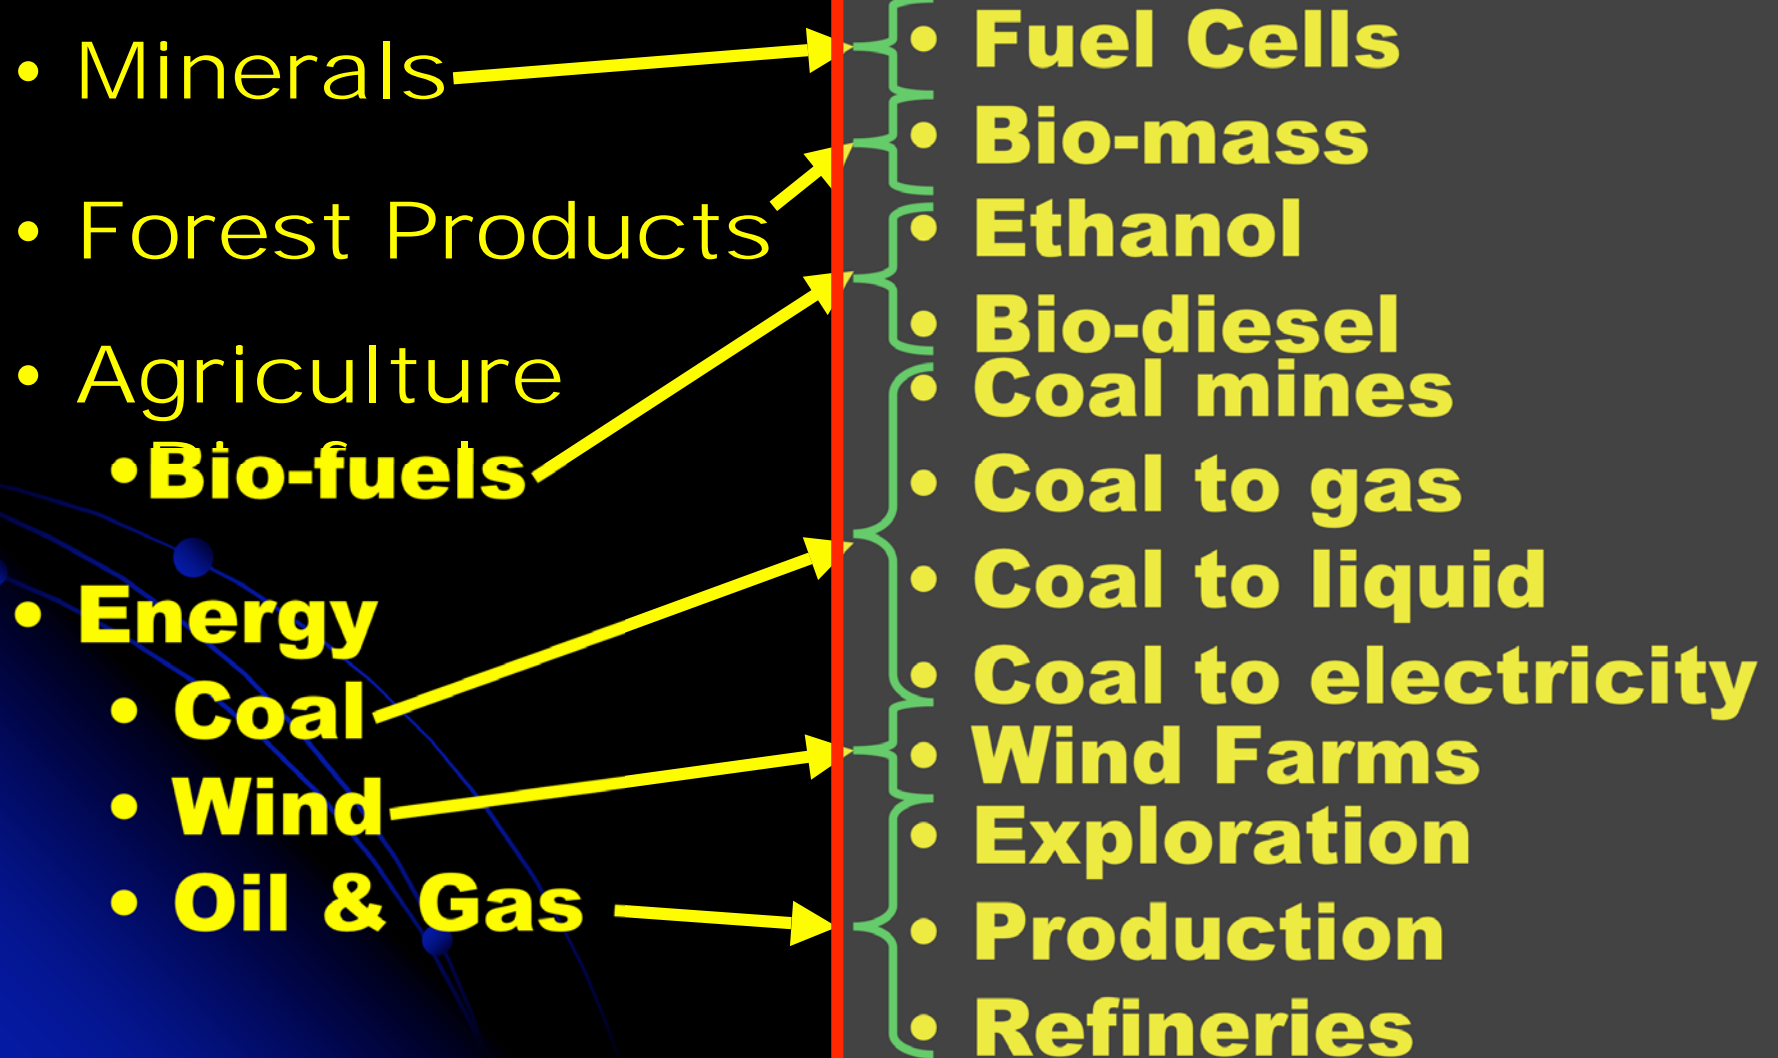 • Minerals
• Forest Products
• Agriculture
• Bio-fuels
• Energy
• Coal
• Wind
• Oil & Gas
• Fuel Cells
• Bio-mass
• Ethanol
• Bio-diesel
• Coal mines
• Coal to gas
• Coal to liquid
• Coal to electricity
• Wind Farms
• Exploration
• Production
• Refineries